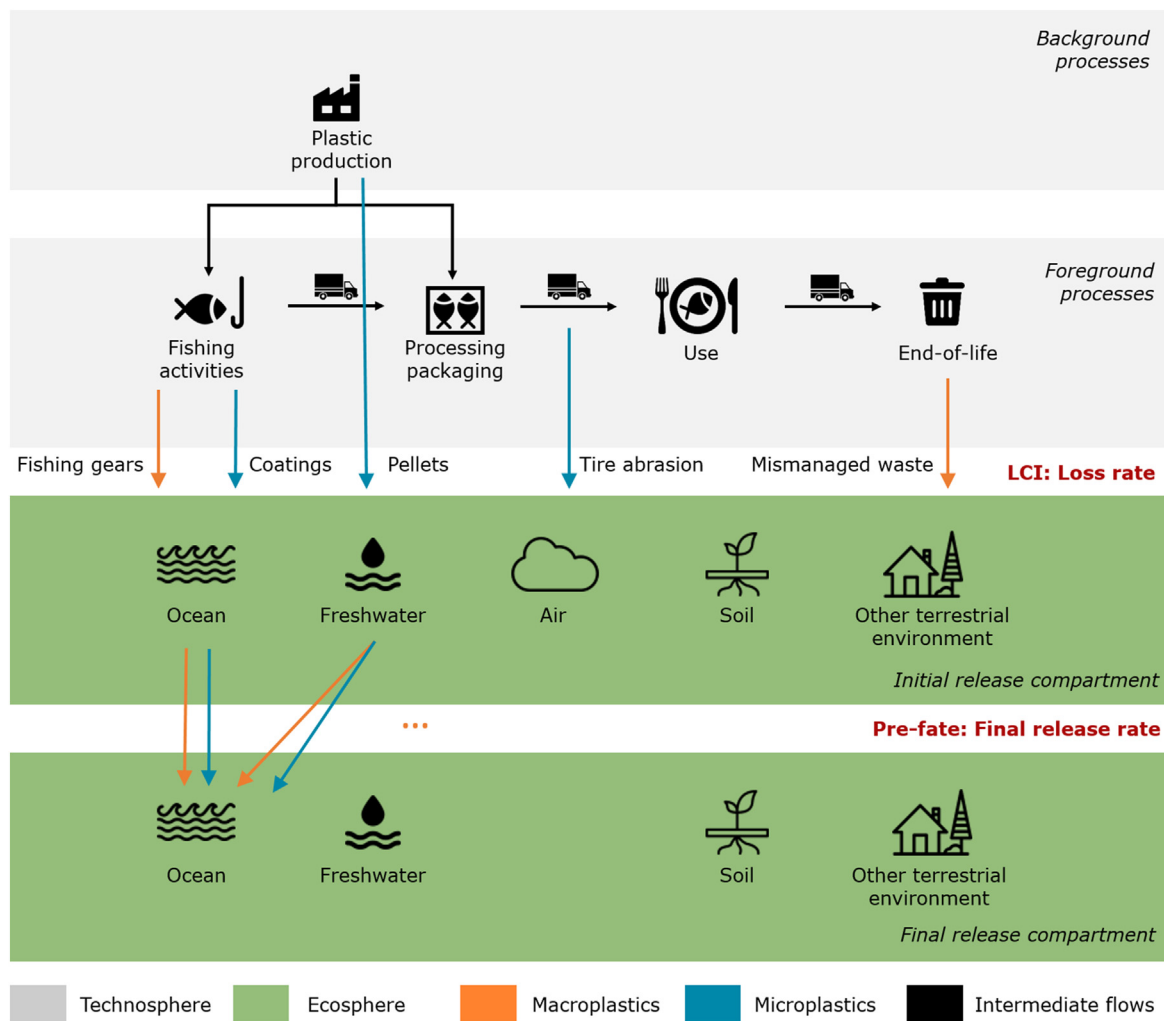 Background
processes
Plastic
production
Foreground
processes
Fishing
activities
Processing
packaging
Use
End-of-life
Fishing gears
Coatings
Pellets
Tire abrasion
Mismanaged waste
LCI: Loss rate
Ocean
Freshwater
Air
Soil
Other terrestrial
environment
Initial release compartment
...
Pre-fate: Final release rate
Ocean
Freshwater
Soil
Other terrestrial
environment
Final release compartment
Technosphere
Ecosphere
Macroplastics
Microplastics
Intermediate flows